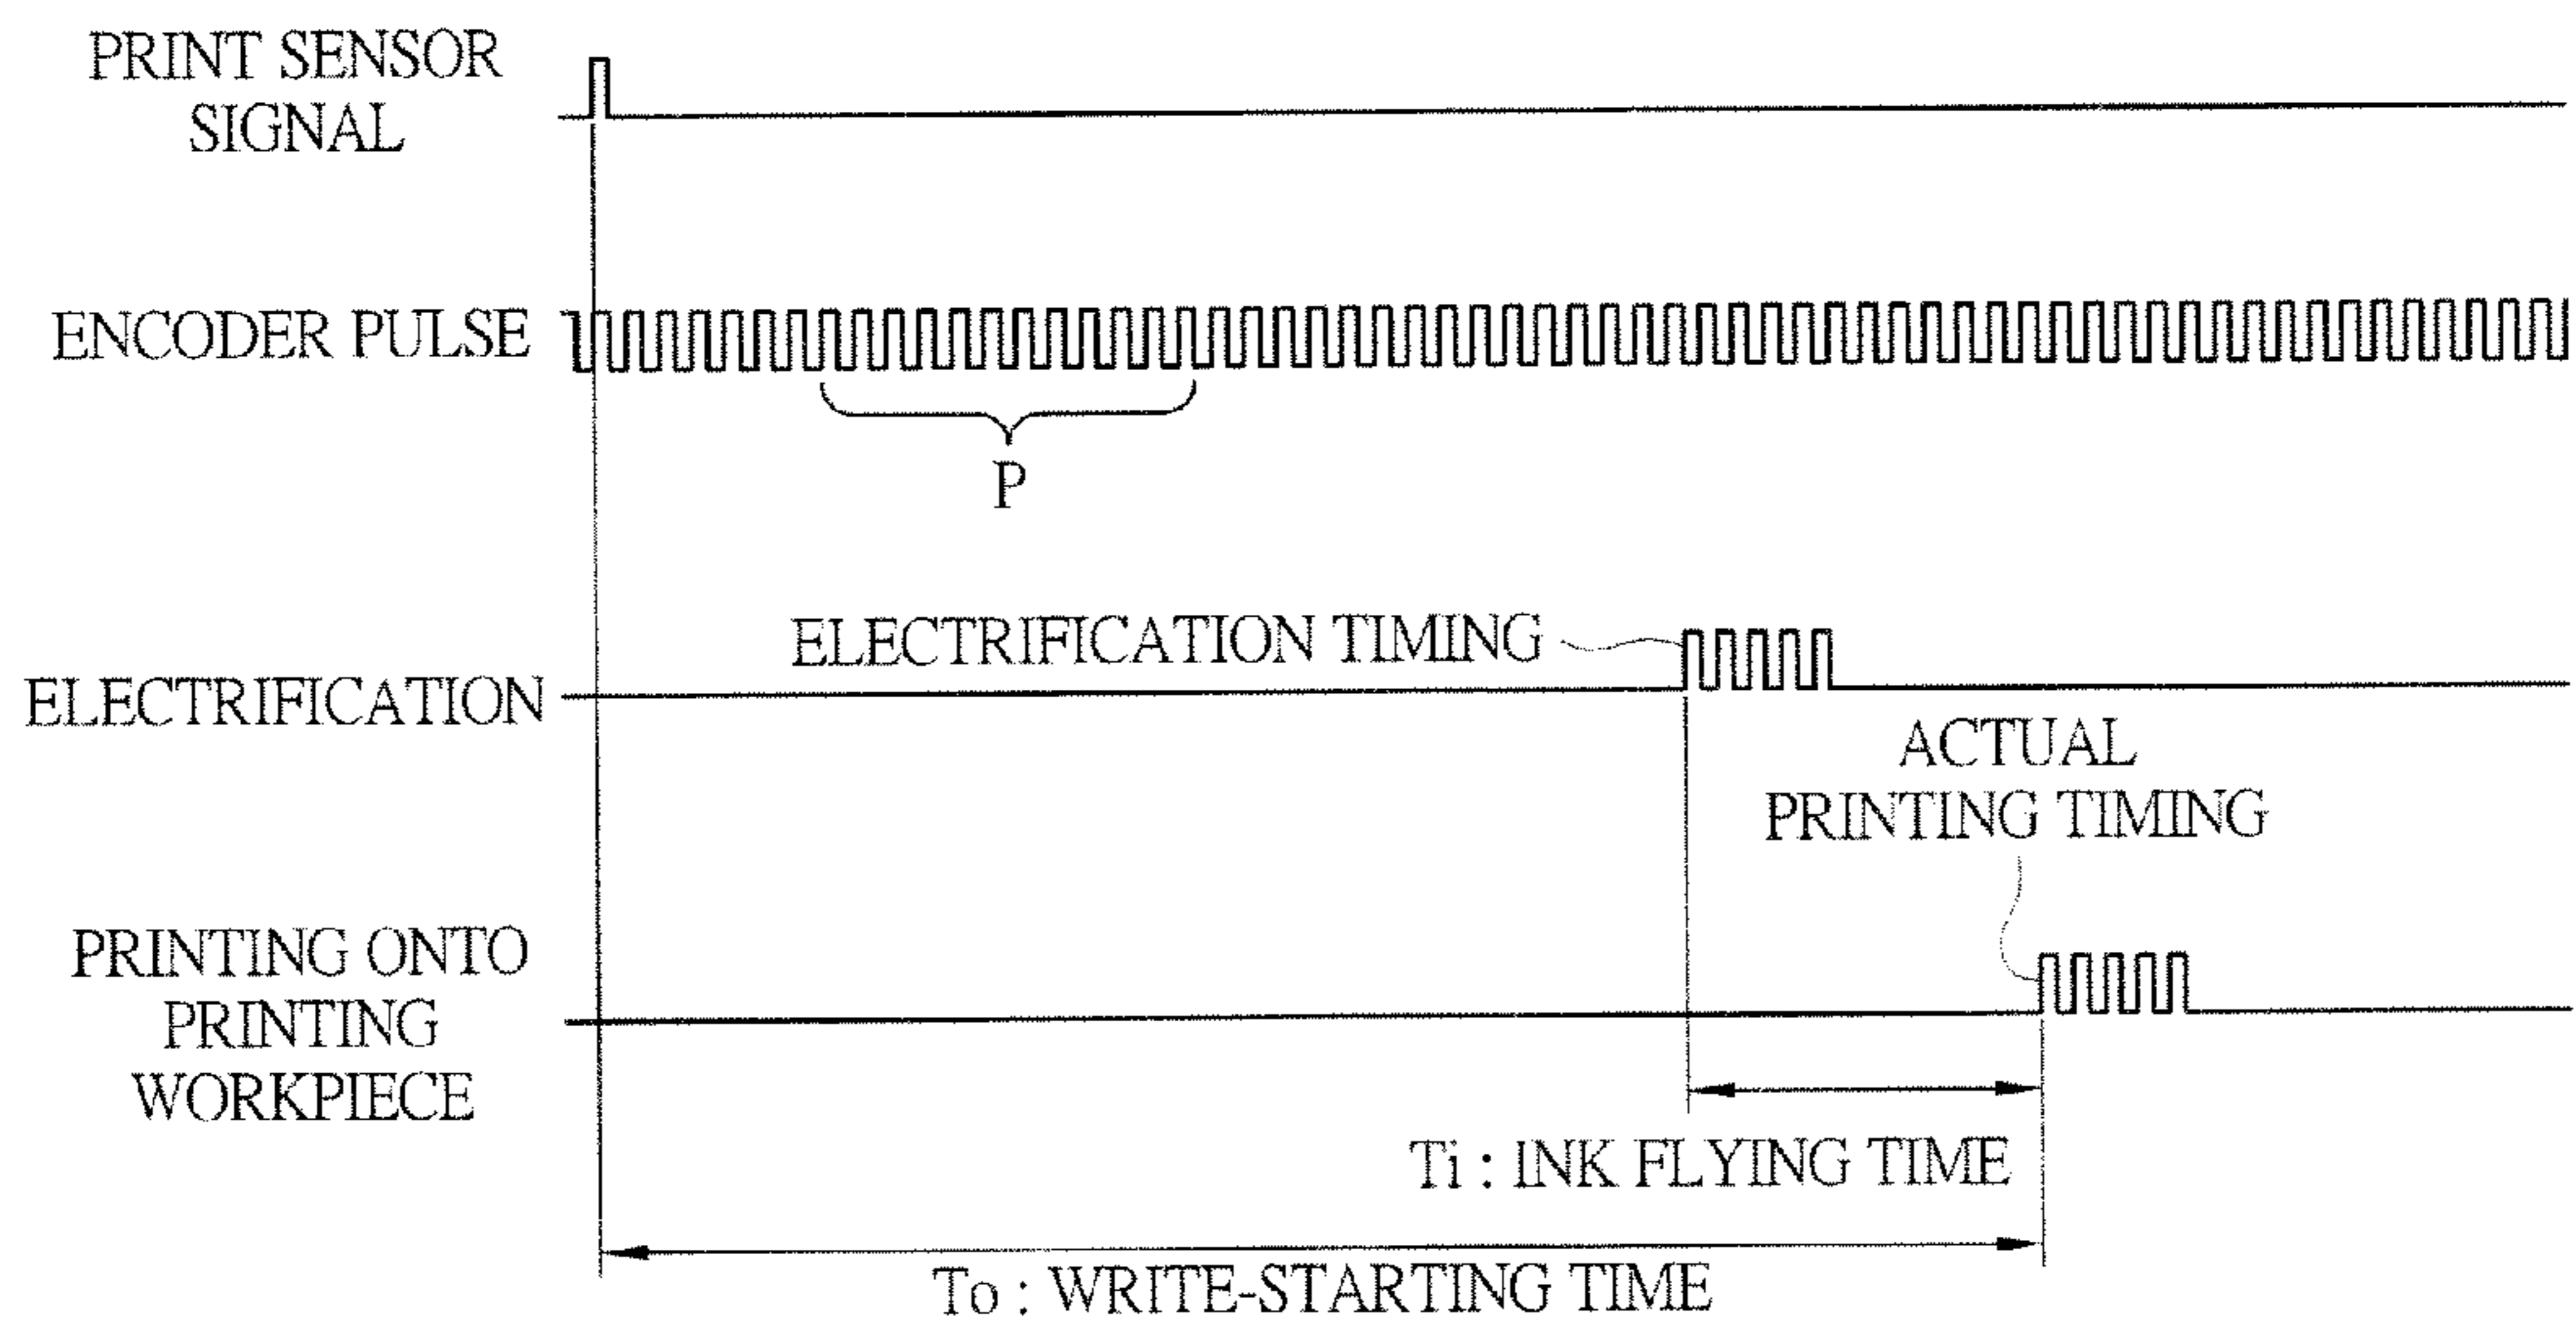 PRINT SENSOR
SIGNAL
ENCODER PULSE
P
ELECTRIFICATION TIMING
ELECTRIFICATION
ACTUAL
PRINTING TIMING
PRINTING ONTO
PRINTING
WORKPIECE
Ti : INK FLYING TIME
To : WRITE-STARTING TIME